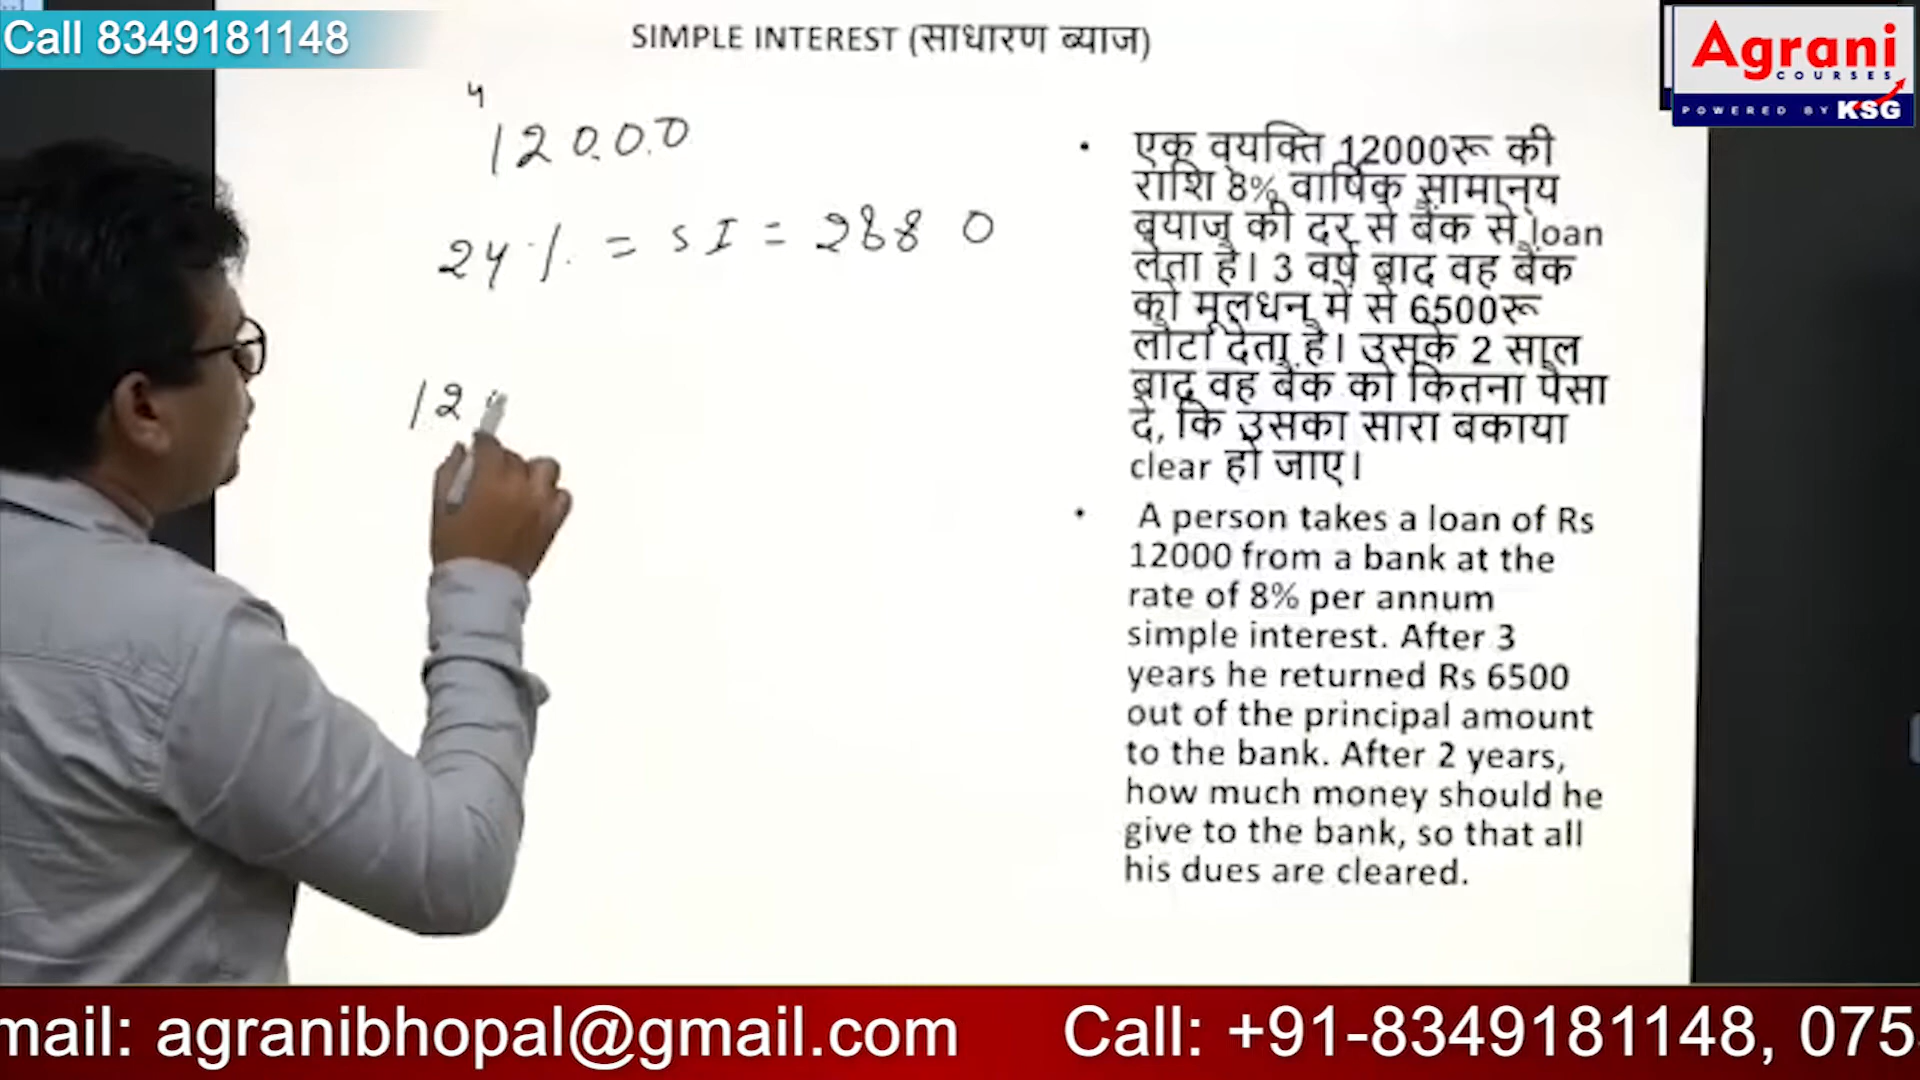 Call 8349181148
SIMPLE INTEREST (साधारण ब्याज)
Agrani
COURSES
POWERED BY KSG
4
12000
24% = SI = 2880
12
• एक व्यक्ति 12000रू की
राशि 8% वार्षिक सामान्य
ब्याज की दर से बैंक से loan
लेता है। 3 वर्ष बाद वह बैंक
को मूलधन में से 6500रू
लौटा देता है। उसके 2 साल
बाद वह बैंक को कितना पैसा
दे, कि उसका सारा बकाया
clear हो जाए।
• A person takes a loan of Rs
12000 from a bank at the
rate of 8% per annum
simple interest. After 3
years he returned Rs 6500
out of the principal amount
to the bank. After 2 years,
how much money should he
give to the bank, so that all
his dues are cleared.
mail: agranibhopal@gmail.com Call: +91-8349181148, 075